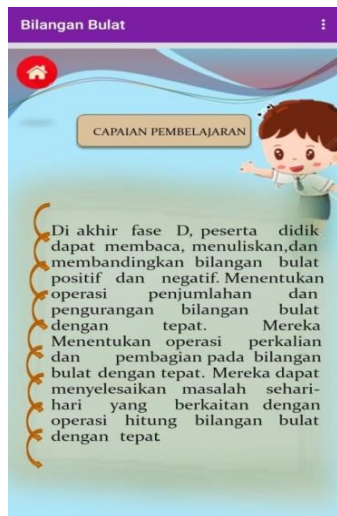 Bilangan Bulat
CAPAIAN PEMBELAJARAN
Di akhir fase D, peserta didik
dapat membaca, menuliskan,dan
membandingkan bilangan bulat
positif dan negatif. Menentukan
operasi penjumlahan dan
pengurangan bilangan bulat
dengan tepat. Mereka
Menentukan operasi perkalian
dan pembagian pada bilangan
bulat dengan tepat. Mereka dapat
menyelesaikan masalah sehari-
hari yang berkaitan dengan
operasi hitung bilangan bulat
dengan tepat